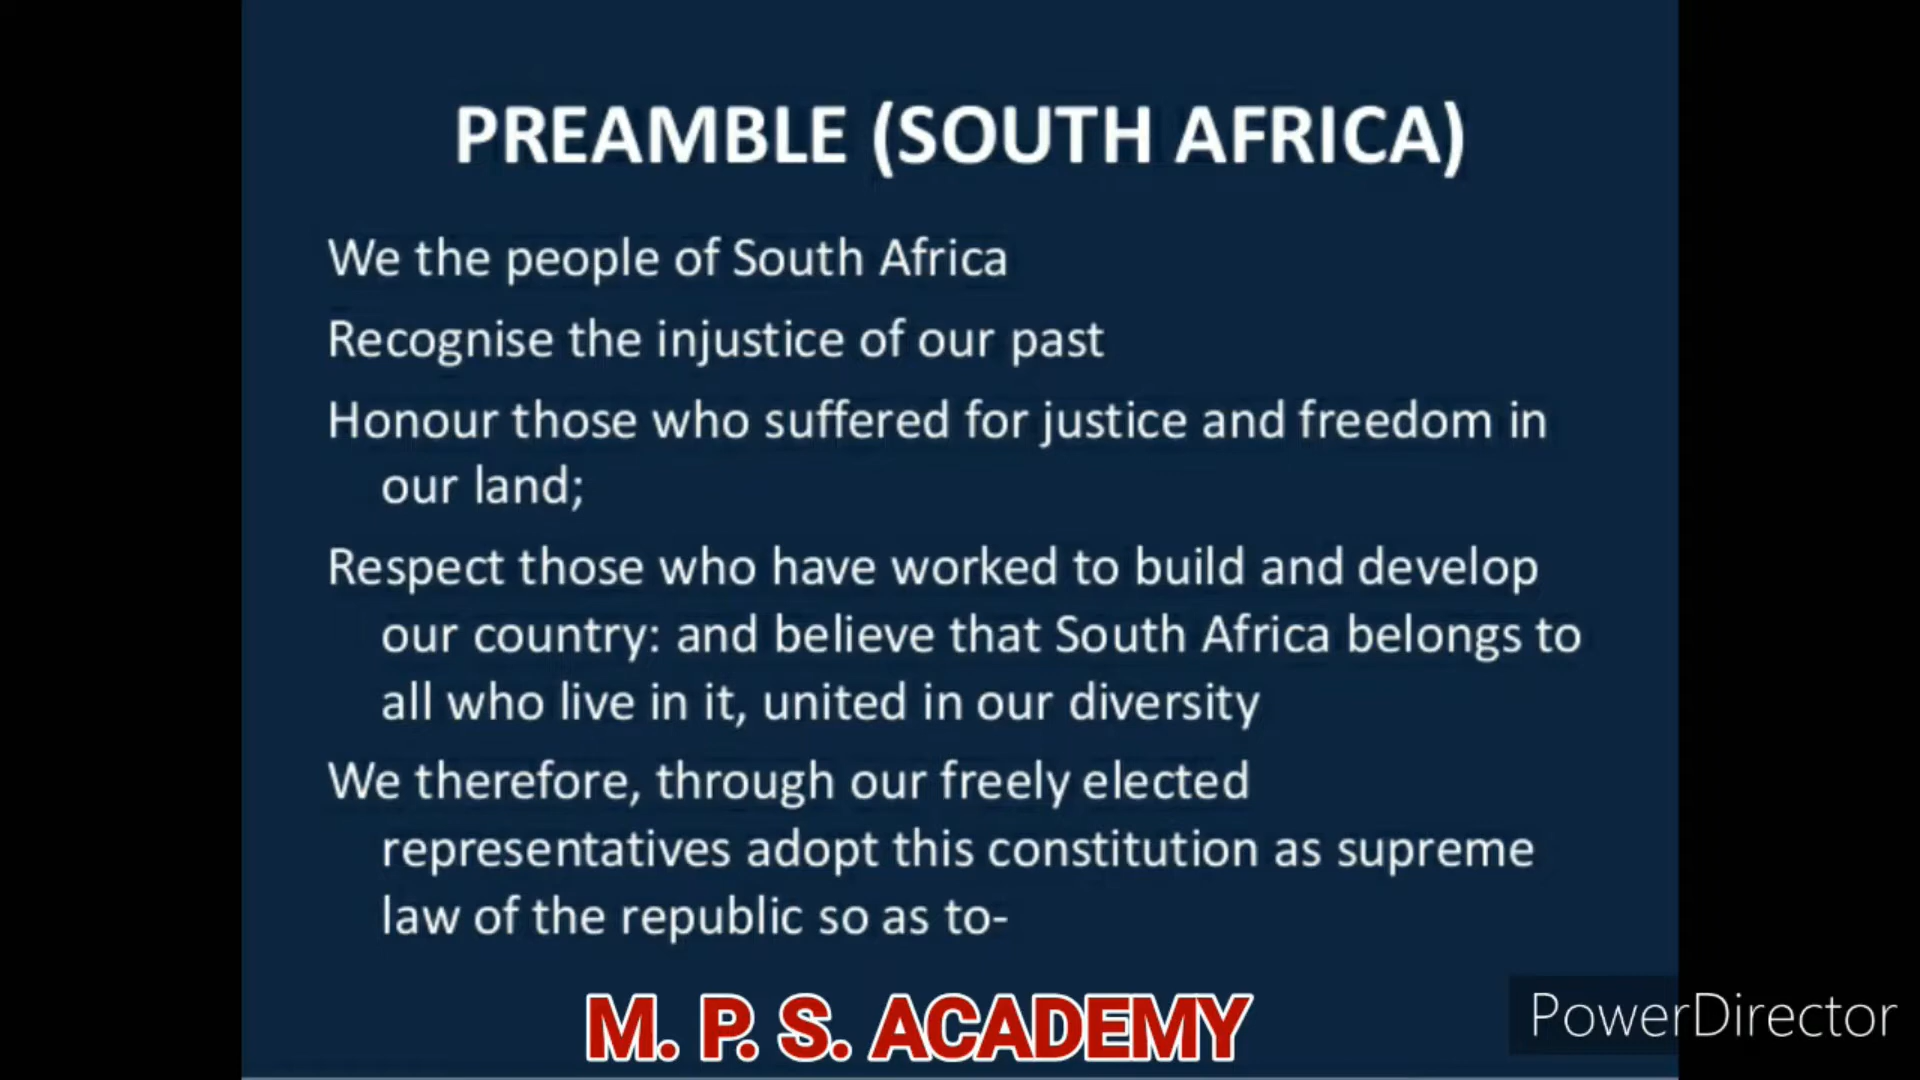 PREAMBLE (SOUTH AFRICA)
We the people of South Africa
Recognise the injustice of our past
Honour those who suffered for justice and freedom in
our land;
Respect those who have worked to build and develop
our country: and believe that South Africa belongs to
all who live in it, united in our diversity
We therefore, through our freely elected
representatives adopt this constitution as supreme
law of the republic so as to-
M. P. S. ACADEMY
PowerDirector